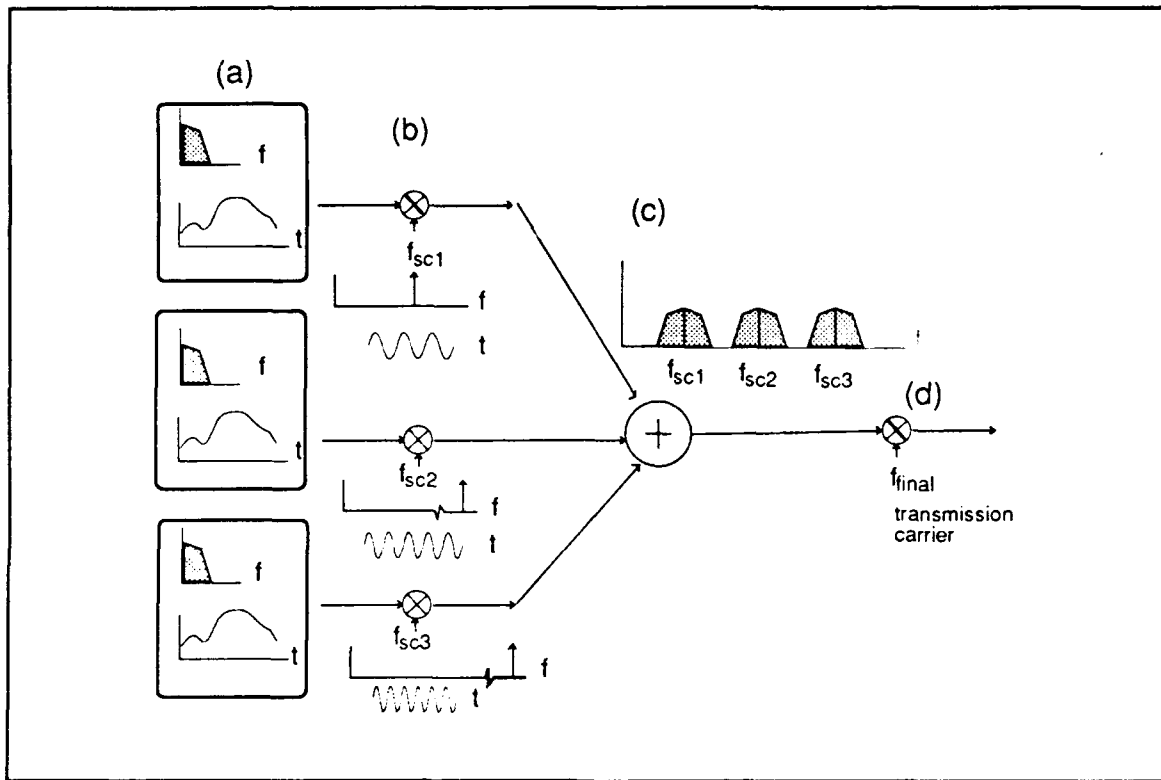 (a)
f
t
(b)
fsc1
f
t
f
t
fsc2
f
t
f
t
fsc3
f
t
(c)
fsc1 fsc2 fsc3
+
(d)
ffinal
transmission
carrier